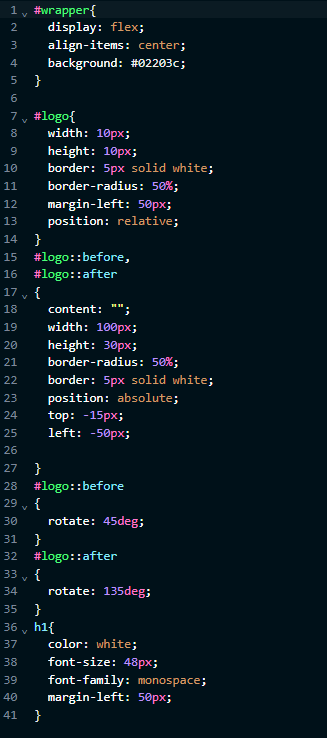 1 #wrapper{
2 display: flex;
3 align-items: center;
4 background: #02203c;
5 }
6
7 #logo{
8 width: 10px;
9 height: 10px;
10 border: 5px solid white;
11 border-radius: 50%;
12 margin-left: 50px;
13 position: relative;
14 }
15 #logo::before,
16 #logo::after
17 {
18 content: "";
19 width: 100px;
20 height: 30px;
21 border-radius: 50%;
22 border: 5px solid white;
23 position: absolute;
24 top: -15px;
25 left: -50px;
26
27 }
28 #logo::before
29 {
30 rotate: 45deg;
31 }
32 #logo::after
33 {
34 rotate: 135deg;
35 }
36 h1{
37 color: white;
38 font-size: 48px;
39 font-family: monospace;
40 margin-left: 50px;
41 }